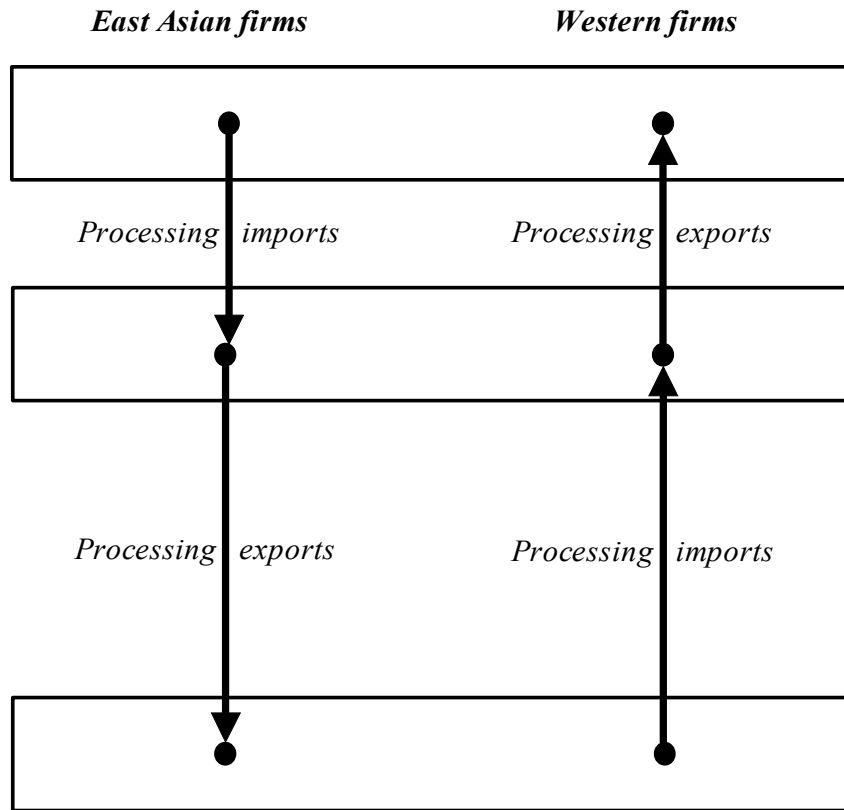 East Asian firms Western firms
Processing imports Processing exports
Processing exports Processing imports